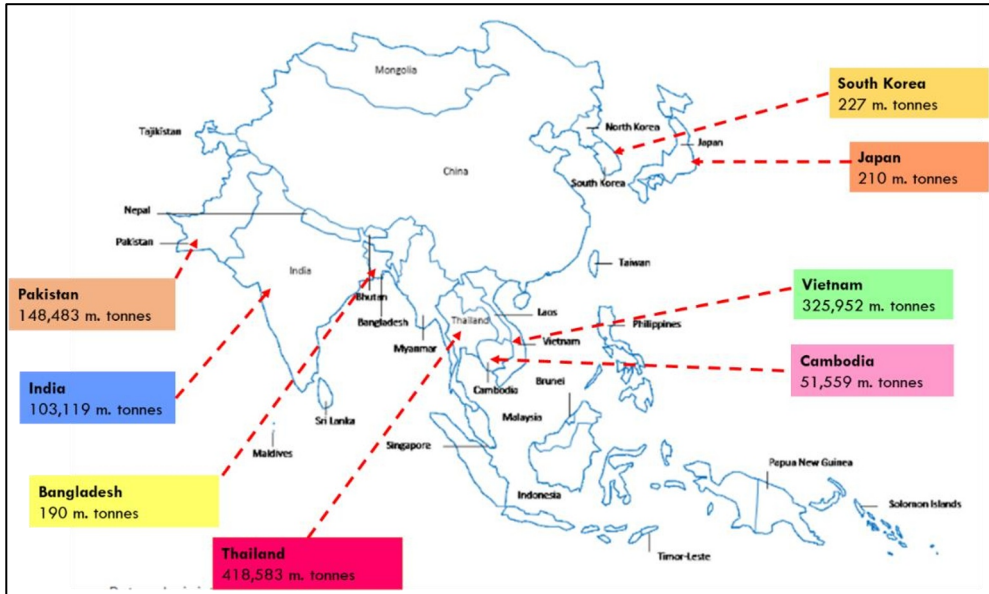 Mongolia
South Korea
227 m. tonnes
Tajikistan
North Korea
Japan
Japan
210 m. tonnes
China
South Korea
Nepal
Pakistan
India
Taiwan
Pakistan
148,483 m. tonnes
Bhutan
Bangladesh
Thailand
Laos
Vietnam
325,952 m. tonnes
Philippines
Myanmar
Vietnam
Cambodia
51,559 m. tonnes
India
103,119 m. tonnes
Cambodia
Brunei
Sri Lanka
Malaysia
Maldives
Singapore
Papua New Guinea
Bangladesh
190 m. tonnes
Indonesia
Solomon Islands
Thailand
418,583 m. tonnes
Timor-Leste